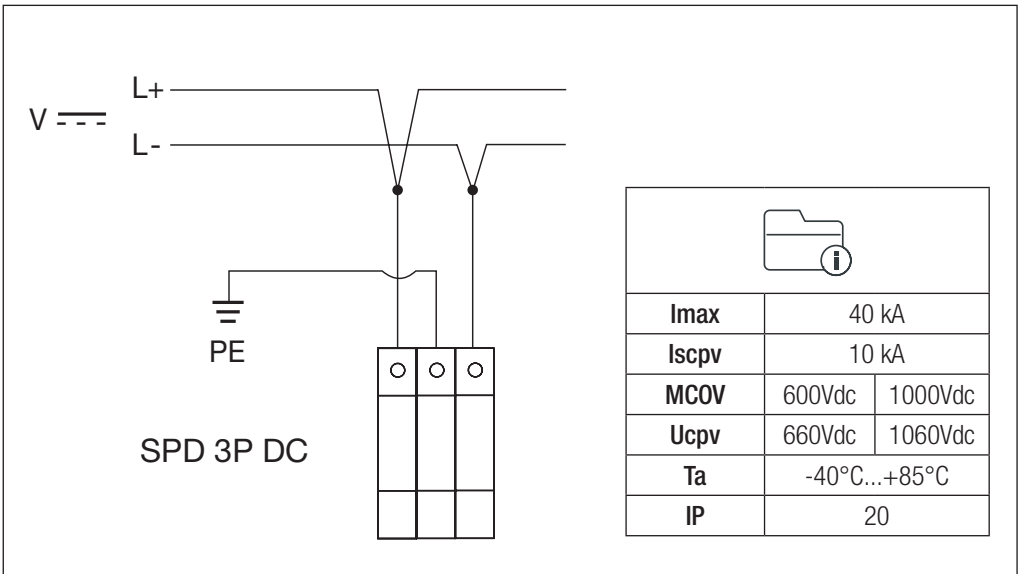 L+
V
L-
PE
SPD 3P DC
i
Imax 40 kA
Iscpv 10 kA
MCOV 600Vdc 1000Vdc
Ucpv 660Vdc 1060Vdc
Ta -40°C...+85°C
IP 20